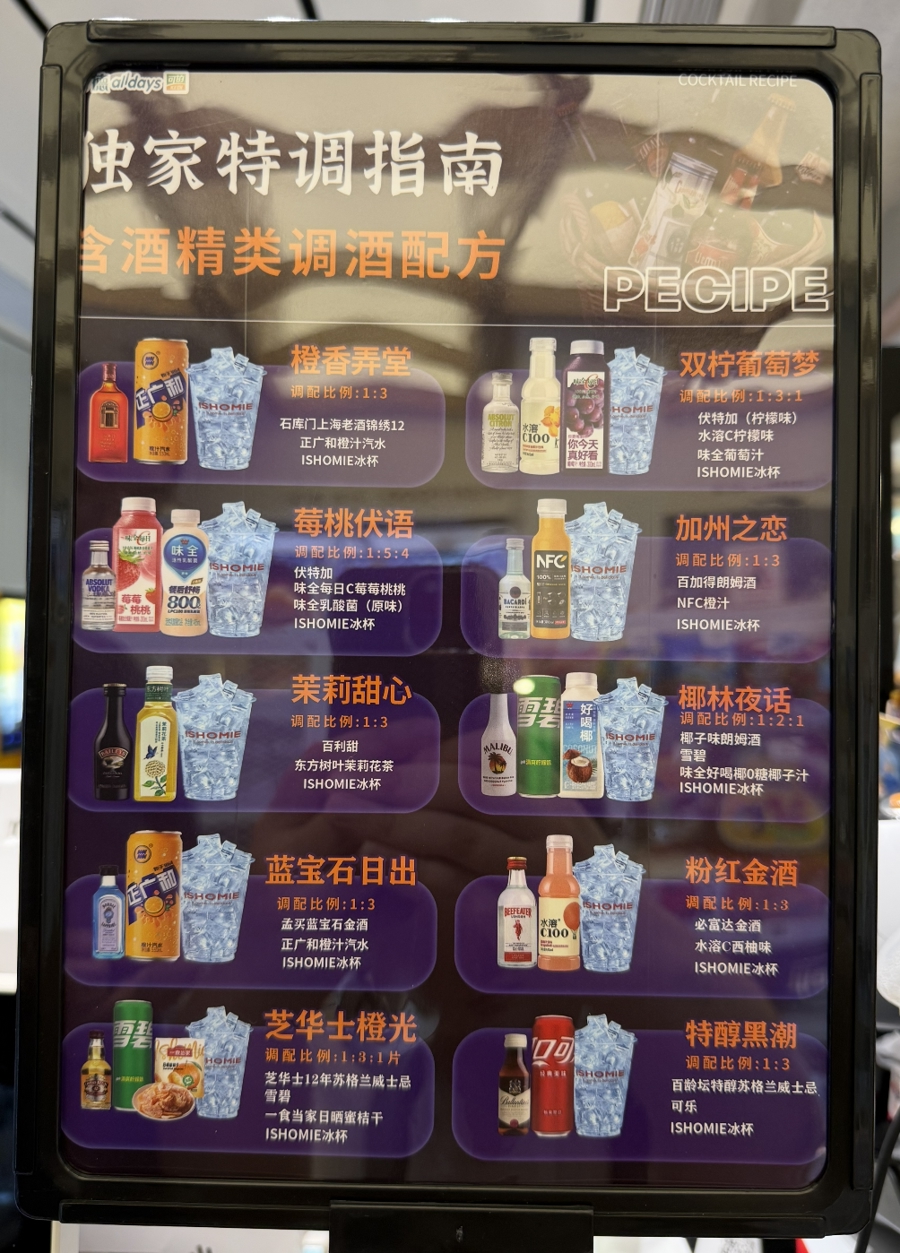 alldays
COCKTAIL RECIPE
独家特调指南
含酒精类调酒配方
PECIPE
橙香弄堂
调配比例:1:3
石库门上海老酒锦绣12
正广和橙汁汽水
ISHOMIE冰杯
双柠葡萄梦
调配比例:1:3:1
伏特加（柠檬味）
水溶C柠檬味
味全葡萄汁
ISHOMIE冰杯
莓桃伏语
调配比例:1:5:4
伏特加
味全每日C莓莓桃桃
味全乳酸菌（原味）
ISHOMIE冰杯
加州之恋
调配比例:1:3
百加得朗姆酒
NFC橙汁
ISHOMIE冰杯
茉莉甜心
调配比例:1:3
百利甜
东方树叶茉莉花茶
ISHOMIE冰杯
椰林夜话
调配比例:1:2:1
椰子味朗姆酒
雪碧
味全好喝椰0糖椰子汁
ISHOMIE冰杯
蓝宝石日出
调配比例:1:3
孟买蓝宝石金酒
正广和橙汁汽水
ISHOMIE冰杯
粉红金酒
调配比例:1:3
必富达金酒
水溶C西柚味
ISHOMIE冰杯
芝华士橙光
调配比例:1:3:1片
芝华士12年苏格兰威士忌
雪碧
一食当家日晒蜜桔干
ISHOMIE冰杯
特醇黑潮
调配比例:1:3
百龄坛特醇苏格兰威士忌
可乐
ISHOMIE冰杯